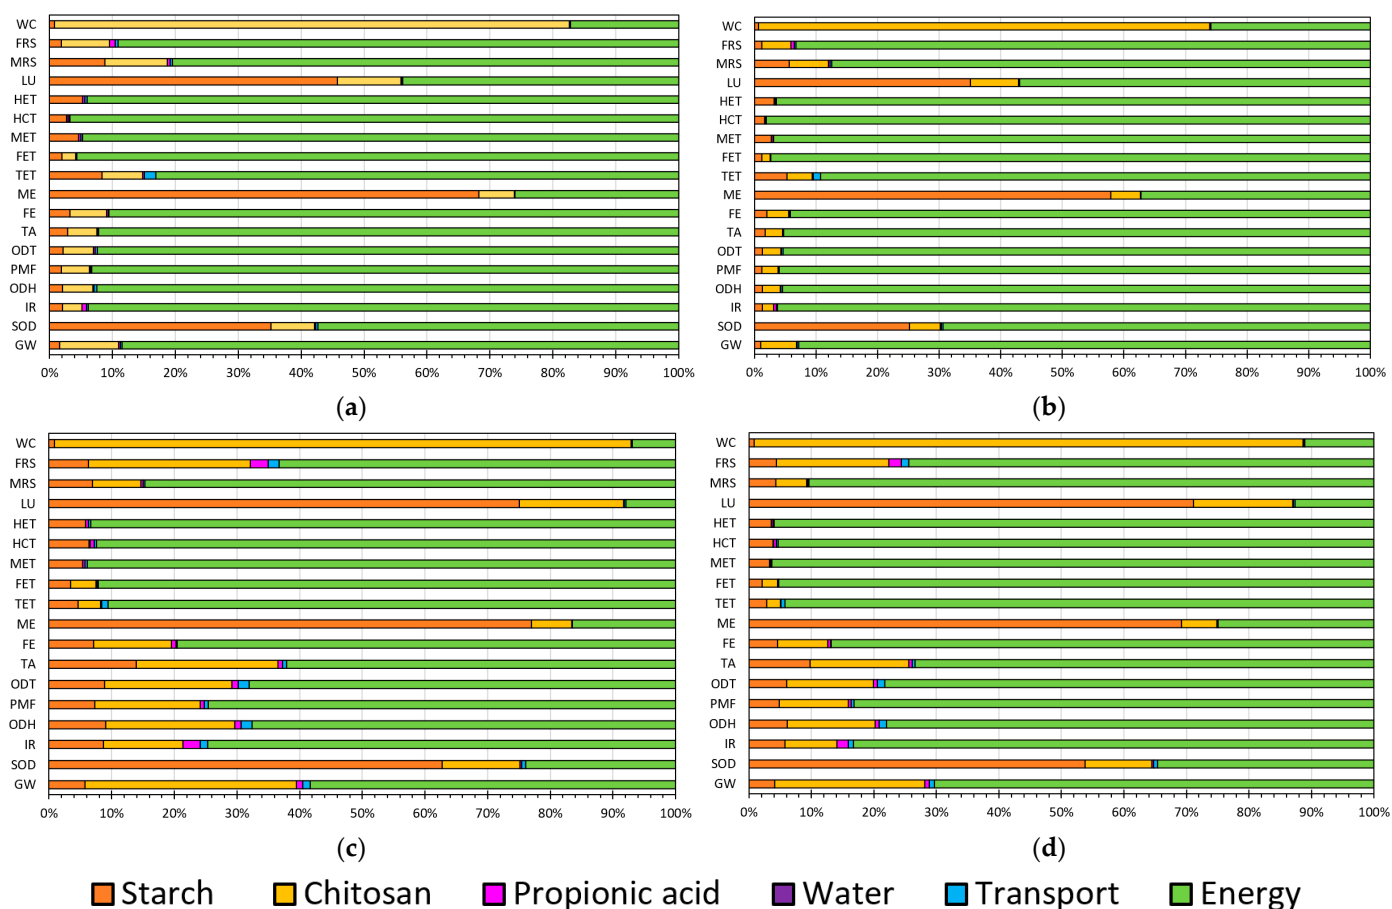 WC
FRS
MRS
LU
HET
HCT
MET
FET
TET
ME
FE
TA
ODT
PMF
ODH
IR
SOD
GW
0% 10% 20% 30% 40% 50% 60% 70% 80% 90% 100%
(a)
WC
FRS
MRS
LU
HET
HCT
MET
FET
TET
ME
FE
TA
ODT
PMF
ODH
IR
SOD
GW
0% 10% 20% 30% 40% 50% 60% 70% 80% 90% 100%
(b)
WC
FRS
MRS
LU
HET
HCT
MET
FET
TET
ME
FE
TA
ODT
PMF
ODH
IR
SOD
GW
0% 10% 20% 30% 40% 50% 60% 70% 80% 90% 100%
(c)
WC
FRS
MRS
LU
HET
HCT
MET
FET
TET
ME
FE
TA
ODT
PMF
ODH
IR
SOD
GW
0% 10% 20% 30% 40% 50% 60% 70% 80% 90% 100%
(d)
Starch Chitosan Propionic acid Water Transport Energy